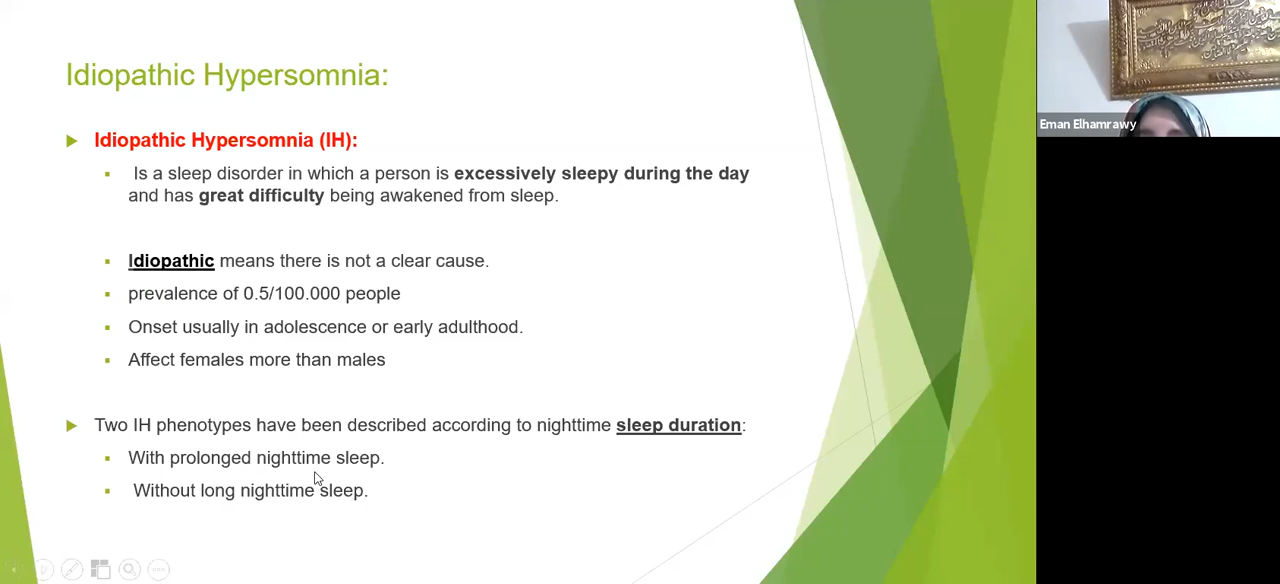 Idiopathic Hypersomnia:
Idiopathic Hypersomnia (IH):
Is a sleep disorder in which a person is excessively sleepy during the day
and has great difficulty being awakened from sleep.
Idiopathic means there is not a clear cause.
prevalence of 0.5/100.000 people
Onset usually in adolescence or early adulthood.
Affect females more than males
Two IH phenotypes have been described according to nighttime sleep duration:
With prolonged nighttime sleep.
Without long nighttime sleep.
Eman Elhamrawy